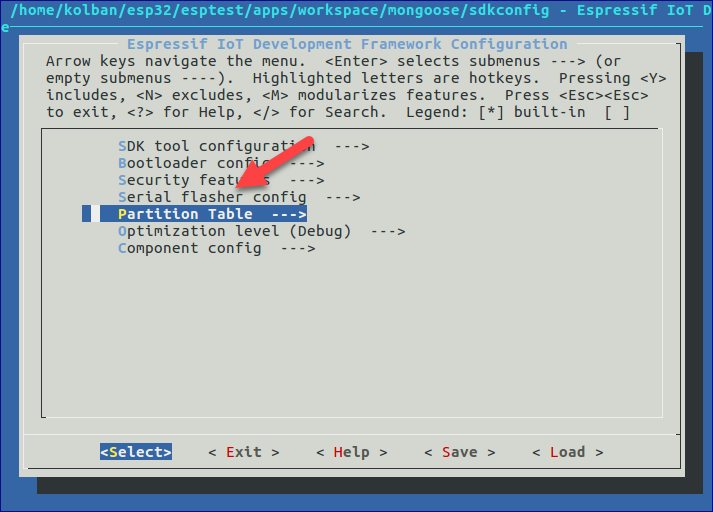 /home/kolban/esp32/esptest/apps/workspace/mongoose/sdkconfig - Espressif IoT D
e
Espressif IoT Development Framework Configuration
Arrow keys navigate the menu.  <Enter> selects submenus ---> (or
empty submenus ----).  Highlighted letters are hotkeys.  Pressing <Y>
includes, <N> excludes, <M> modularizes features.  Press <Esc><Esc>
to exit, <?> for Help, </> for Search.  Legend: [*] built-in  [ ]
SDK tool configuration  --->
Bootloader config  --->
Security features  --->
Serial flasher config  --->
Partition Table  --->
Optimization level (Debug)  --->
Component config  --->
<Select>    < Exit >    < Help >    < Save >    < Load >